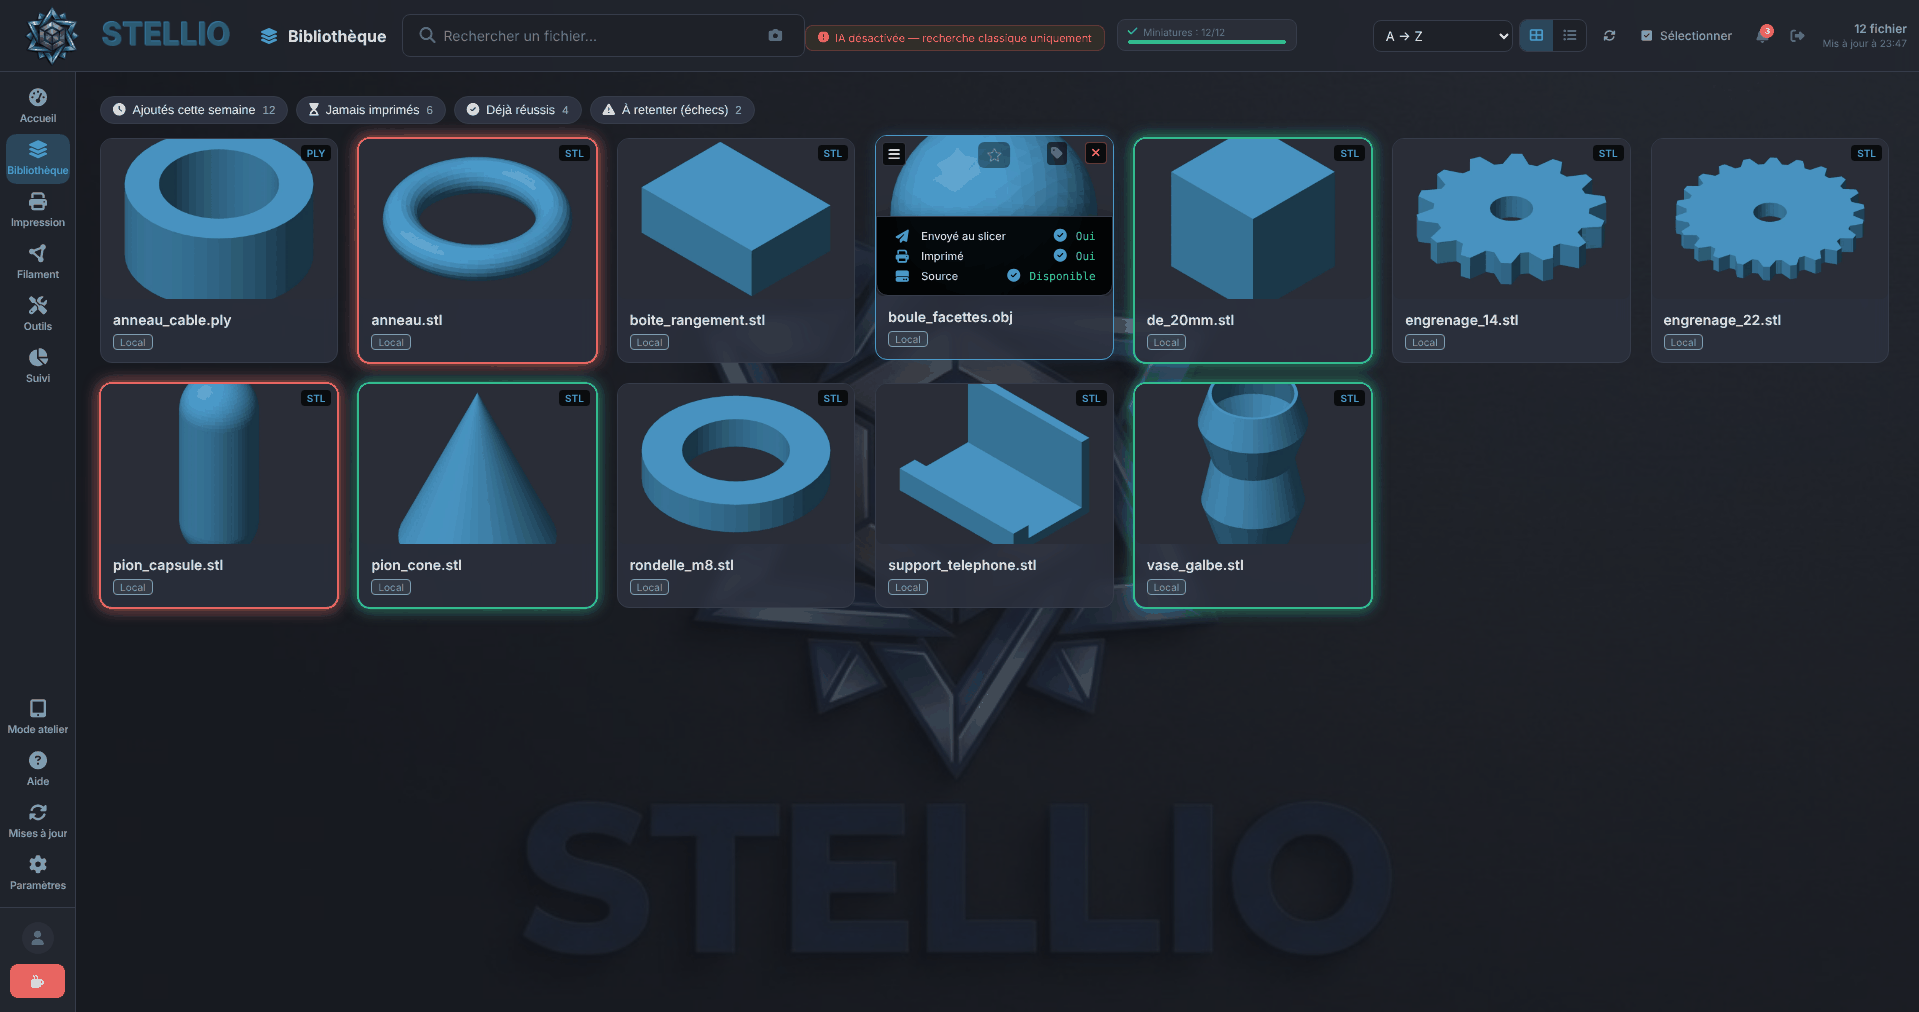 STELLIO
Bibliothèque
Rechercher un fichier...
IA désactivée — recherche classique uniquement
Miniatures : 12/12
A → Z
Sélectionner
3
12 fichier
Mis à jour à 23:47
Accueil
Bibliothèque
Impression
Filament
Outils
Suivi
Mode atelier
Aide
Mises à jour
Paramètres
Ajoutés cette semaine 12
Jamais imprimés 6
Déjà réussis 4
À retenter (échecs) 2
PLY
anneau_cable.ply
Local
STL
anneau.stl
Local
STL
boite_rangement.stl
Local
Envoyé au slicer Oui
Imprimé Oui
Source Disponible
boule_facettes.obj
Local
STL
de_20mm.stl
Local
STL
engrenage_14.stl
Local
STL
engrenage_22.stl
Local
STL
pion_capsule.stl
Local
STL
pion_cone.stl
Local
STL
rondelle_m8.stl
Local
STL
support_telephone.stl
Local
STL
vase_galbe.stl
Local
STELLIO